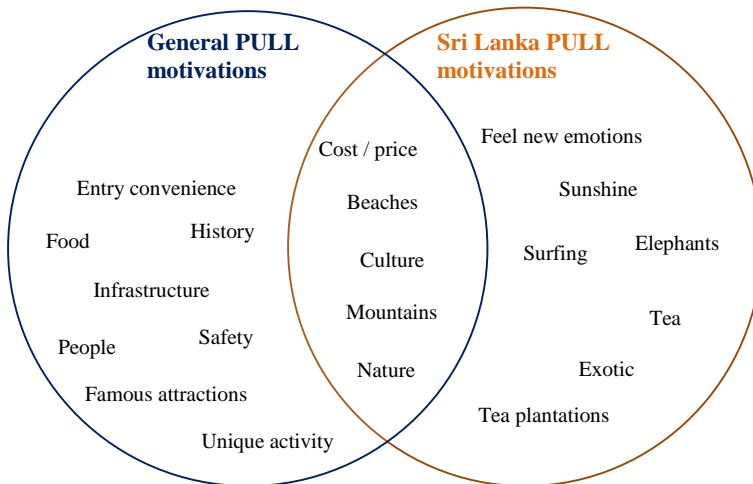 General PULL
motivations
Entry convenience
Food
History
Infrastructure
People
Safety
Famous attractions
Unique activity
Cost / price
Beaches
Culture
Mountains
Nature
Sri Lanka PULL
motivations
Feel new emotions
Sunshine
Surfing
Elephants
Tea
Exotic
Tea plantations